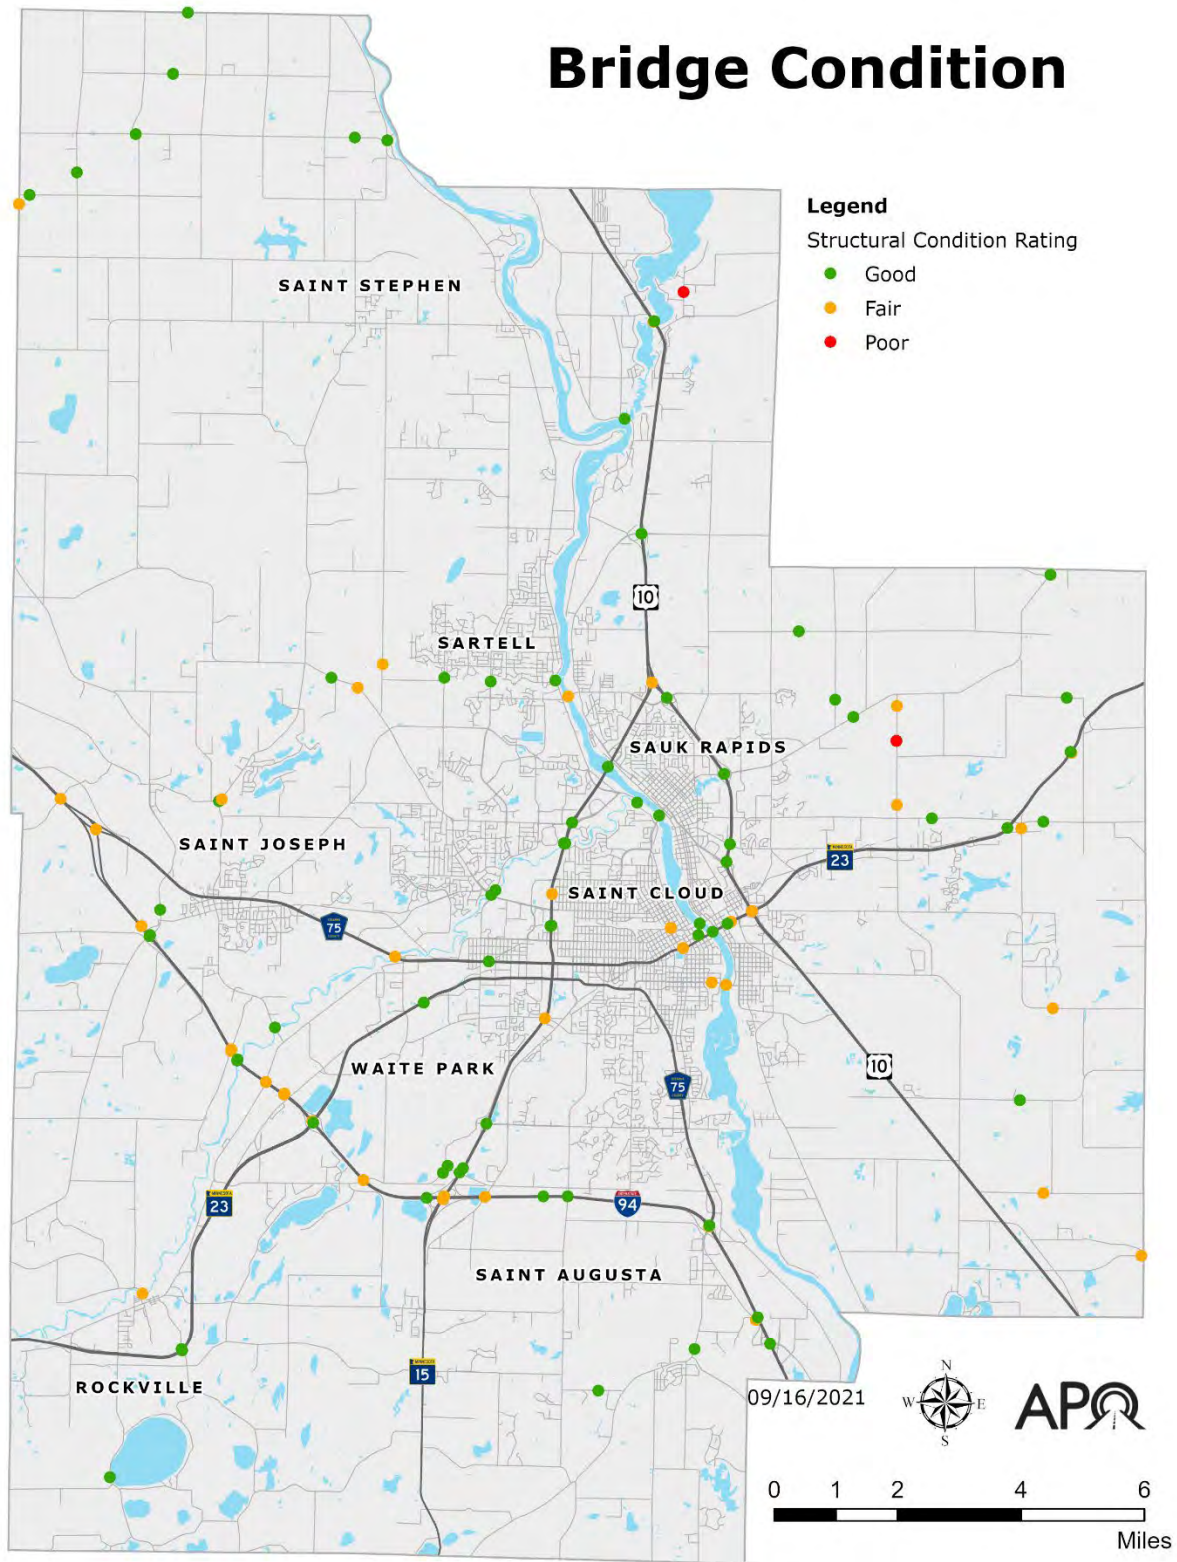 Bridge Condition
Legend
Structural Condition Rating
Good
Fair
Poor
SAINT STEPHEN
10
SARTELL
SAUK RAPIDS
SAINT JOSEPH
23
SAINT CLOUD
75
10
WAITE PARK
75
23
94
SAINT AUGUSTA
15
ROCKVILLE
09/16/2021
N
W E
S
APO
0 1 2 4 6
Miles